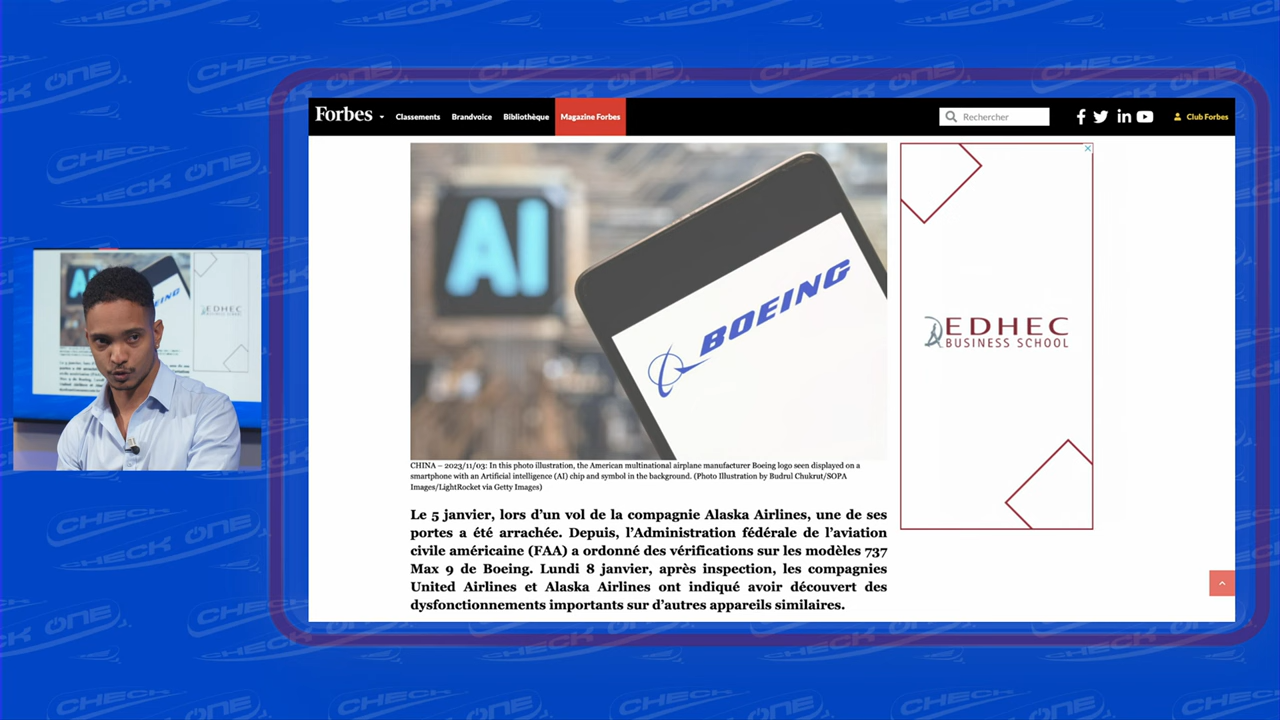 CHECK ONE
Forbes
Classements
Brandvoice
Bibliothèque
Magazine Forbes
Rechercher
Club Forbes
AI
BOEING
EDHEC
BUSINESS SCHOOL
CHINA – 2023/11/03: In this photo illustration, the American multinational airplane manufacturer Boeing logo seen displayed on a
smartphone with an Artificial intelligence (AI) chip and symbol in the background. (Photo Illustration by Budrul Chukrut/SOPA
Images/LightRocket via Getty Images)
Le 5 janvier, lors d’un vol de la compagnie Alaska Airlines, une de ses
portes a été arrachée. Depuis, l’Administration fédérale de l’aviation
civile américaine (FAA) a ordonné des vérifications sur les modèles 737
Max 9 de Boeing. Lundi 8 janvier, après inspection, les compagnies
United Airlines et Alaska Airlines ont indiqué avoir découvert des
dysfonctionnements importants sur d’autres appareils similaires.